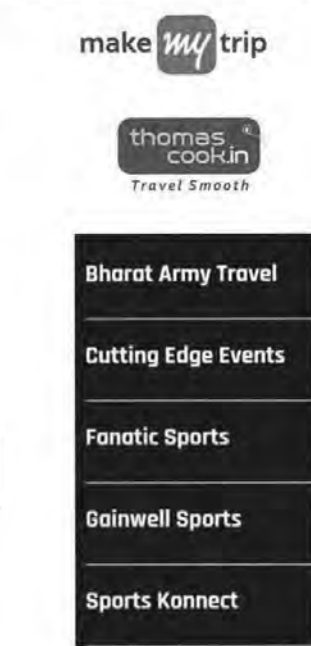 make my trip
thomas
cook.in
Travel Smooth
Bharat Army Travel
Cutting Edge Events
Fanatic Sports
Gainwell Sports
Sports Konnect